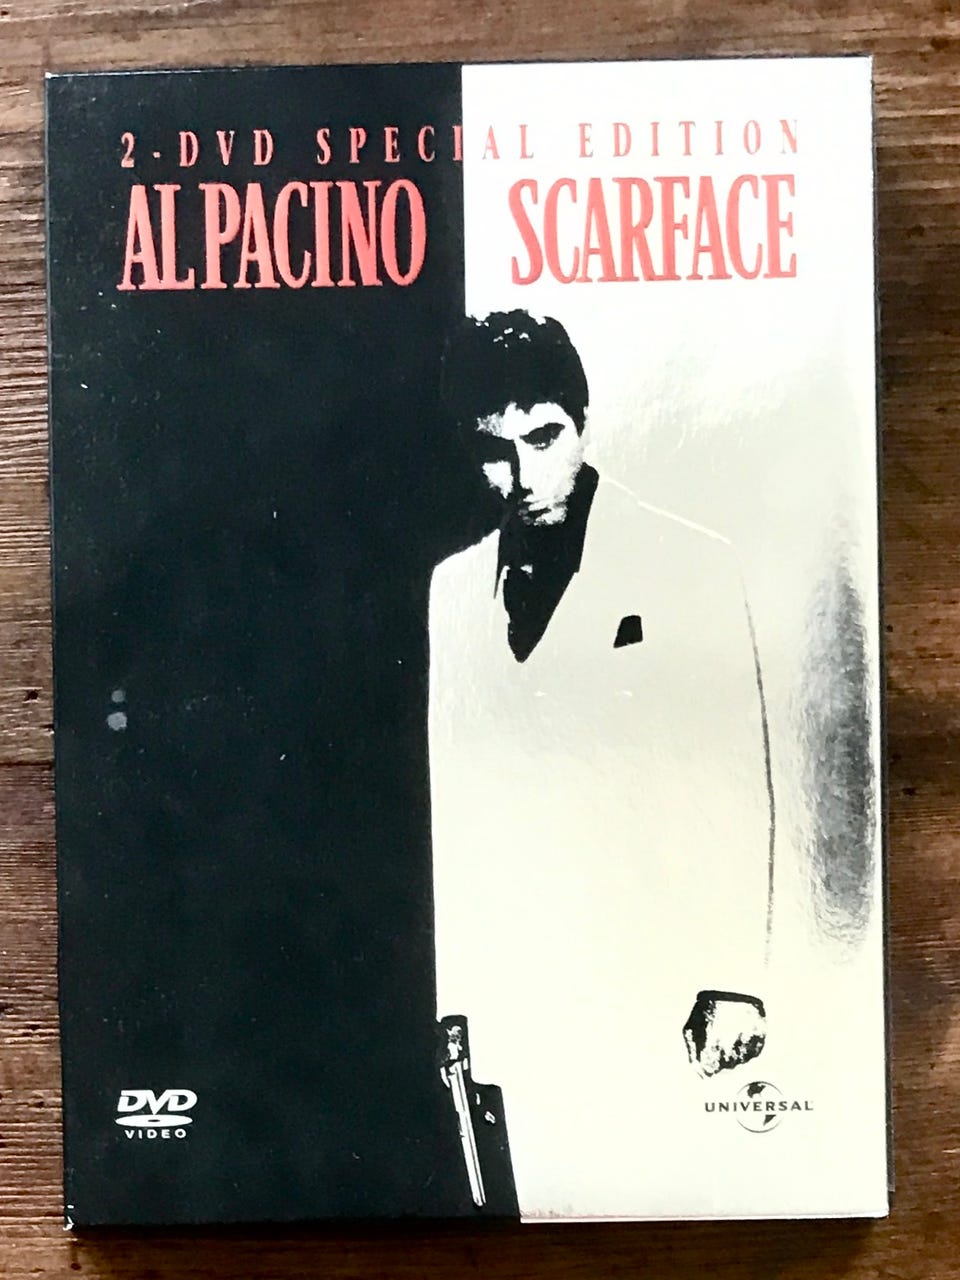 2-DVD SPECIAL EDITION
AL PACINO SCARFACE
DVD
VIDEO
UNIVERSAL